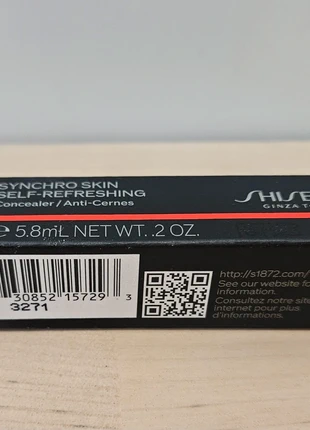 SYNCHRO SKIN
SELF-REFRESHING
Concealer / Anti-Cernes
SHISE
GINZA T
℮ 5.8mL NET WT. .2 OZ.
30852 15729 3
3271
http://s1872.com/
See our website fo
information.
Consultez notre site
internet pour plus
d'informations.